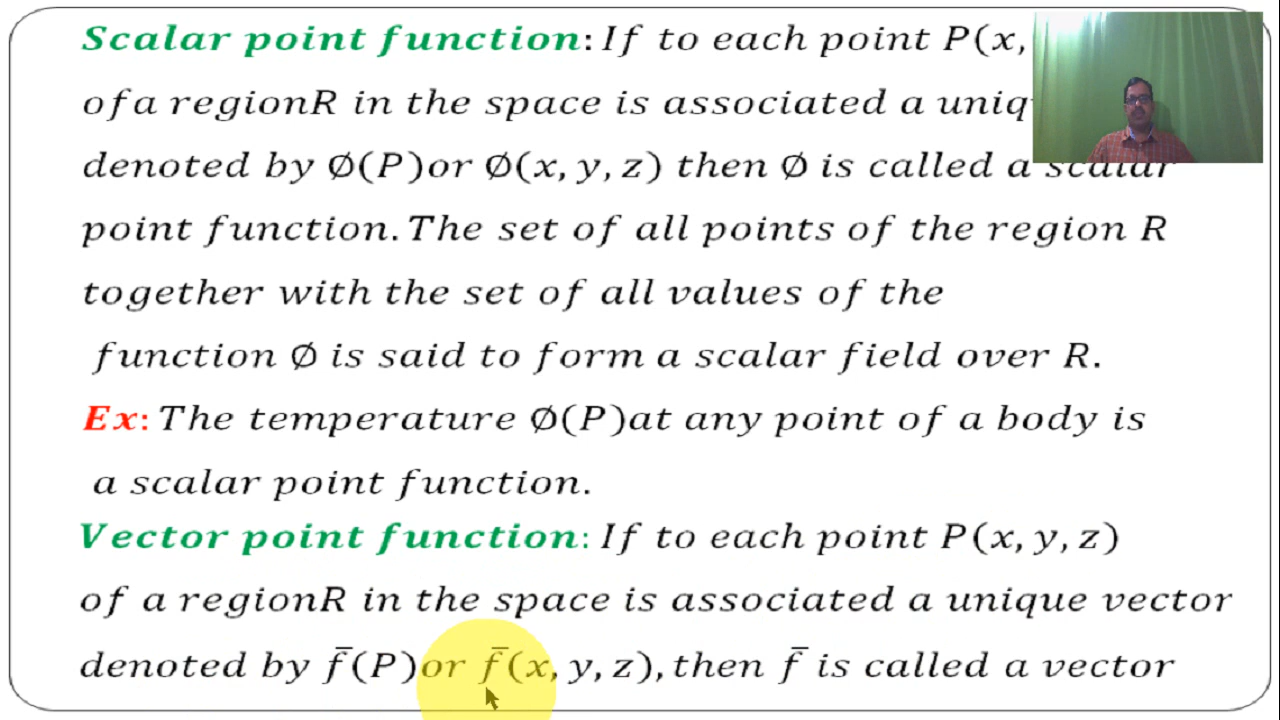 Scalar point function: If to each point P(x,
ofa regionR in the space is associated a
denoted by ∅(P)or ∅(x, y, z) then ∅ is called a scalar
point function. The set of all points of the region R
together with the set of all values of the
function ∅ is said to form a scalar field over R.
Ex: The temperature ∅(P)at any point of a body is
a scalar point function.
Vector point function: If to each point P(x, y, z)
of a regionR in the space is associated a unique vector
denoted by f̄(P)or f̄(x, y, z), then f̄ is called a vector